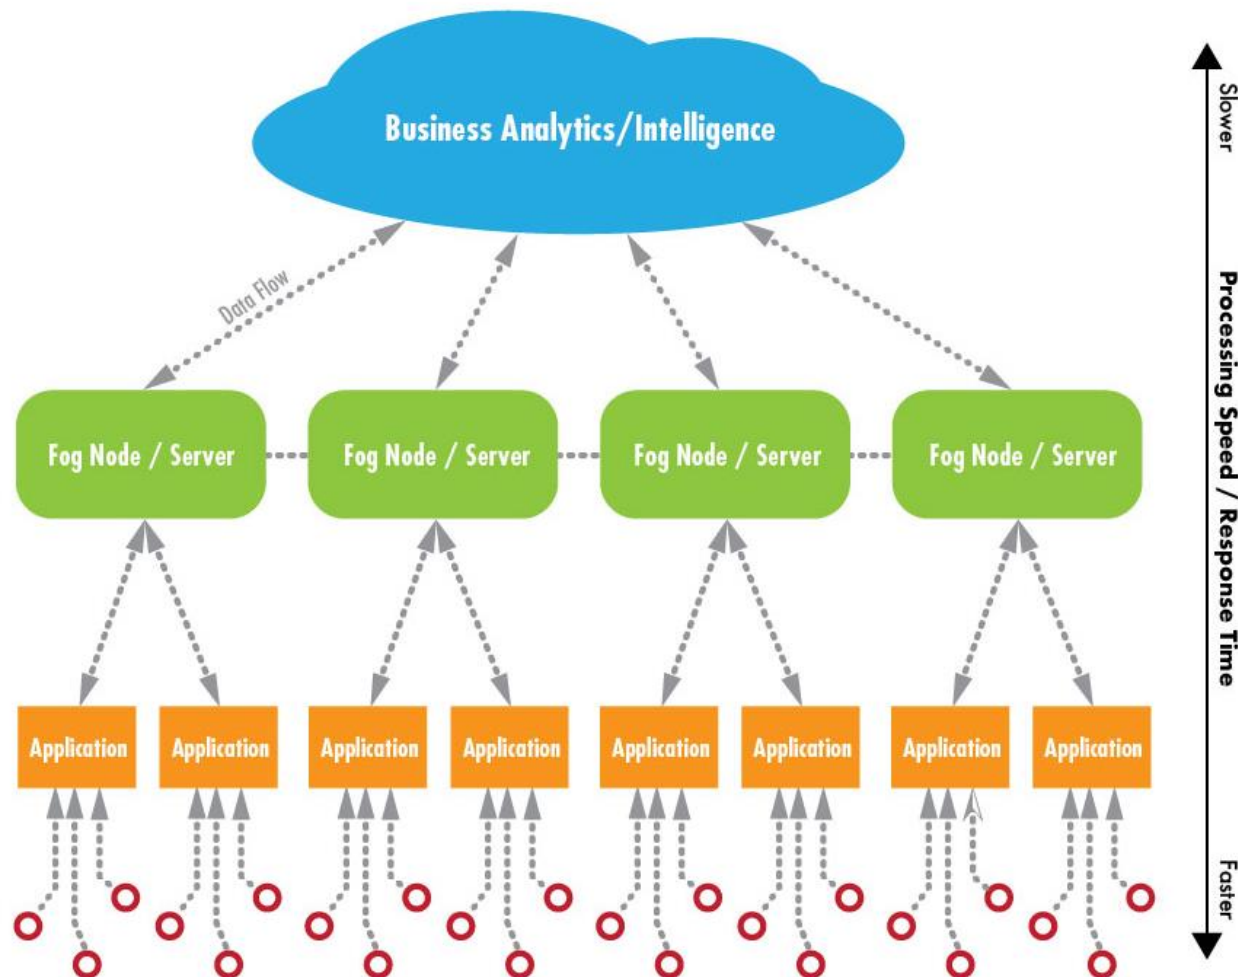 Business Analytics/Intelligence
Data Flow
Fog Node / Server
Fog Node / Server
Fog Node / Server
Fog Node / Server
Application
Application
Application
Application
Application
Application
Application
Application
Slower
Processing Speed / Response Time
Faster